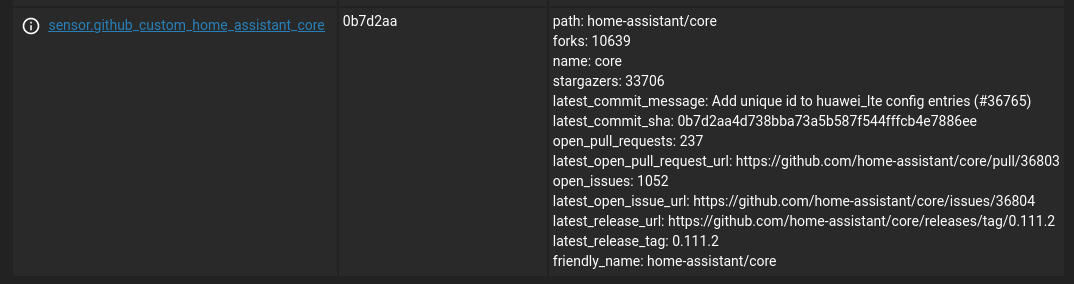 sensor.github_custom_home_assistant_core
0b7d2aa
path: home-assistant/core
forks: 10639
name: core
stargazers: 33706
latest_commit_message: Add unique id to huawei_lte config entries (#36765)
latest_commit_sha: 0b7d2aa4d738bba73a5b587f544fffcb4e7886ee
open_pull_requests: 237
latest_open_pull_request_url: https://github.com/home-assistant/core/pull/36803
open_issues: 1052
latest_open_issue_url: https://github.com/home-assistant/core/issues/36804
latest_release_url: https://github.com/home-assistant/core/releases/tag/0.111.2
latest_release_tag: 0.111.2
friendly_name: home-assistant/core